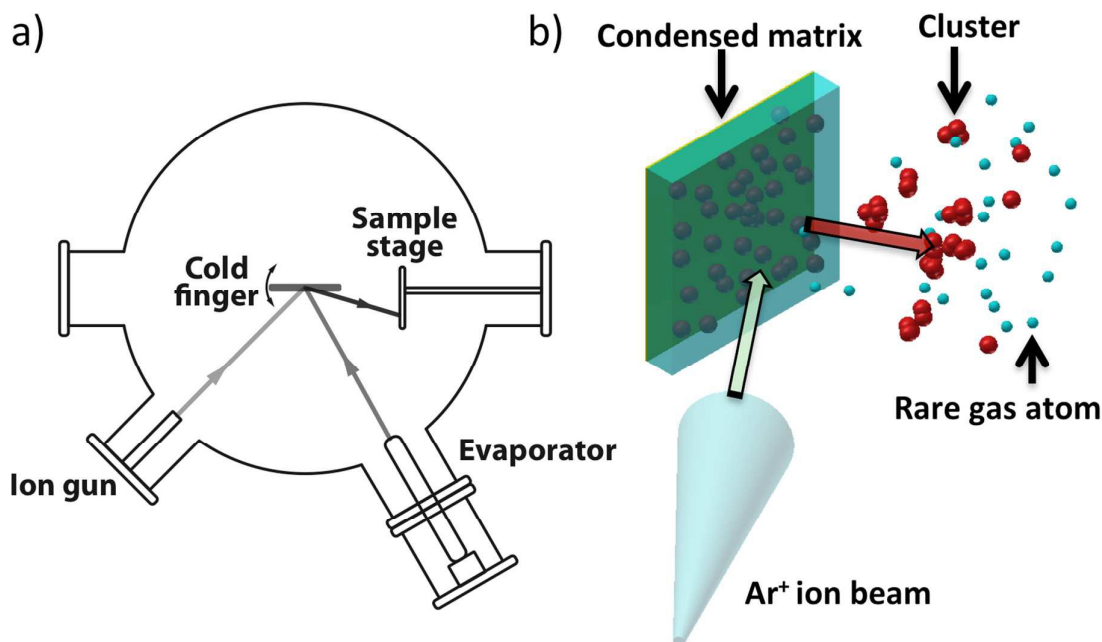 a)
Cold
finger
Sample
stage
Ion gun
Evaporator
b)
Condensed matrix
Cluster
Rare gas atom
Ar⁺ ion beam